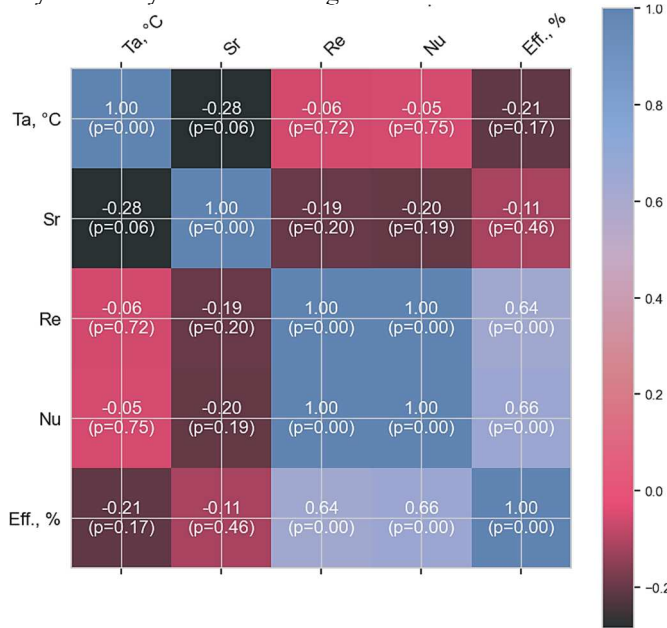 Ta, °C Sr Re Nu Eff., %
Ta, °C 1.00 -0.28 -0.06 -0.05 -0.21
(p=0.00) (p=0.06) (p=0.72) (p=0.75) (p=0.17)
Sr -0.28 1.00 -0.19 -0.20 -0.11
(p=0.06) (p=0.00) (p=0.20) (p=0.19) (p=0.46)
Re -0.06 -0.19 1.00 1.00 0.64
(p=0.72) (p=0.20) (p=0.00) (p=0.00) (p=0.00)
Nu -0.05 -0.20 1.00 1.00 0.66
(p=0.75) (p=0.19) (p=0.00) (p=0.00) (p=0.00)
Eff., % -0.21 -0.11 0.64 0.66 1.00
(p=0.17) (p=0.46) (p=0.00) (p=0.00) (p=0.00)
1.0
0.8
0.6
0.4
0.2
0.0
-0.2